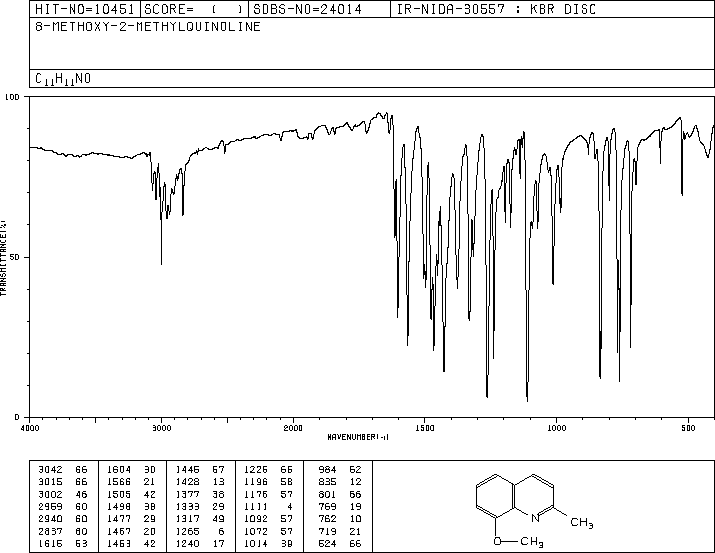 HIT-NO=10451 SCORE= ( ) SDBS-NO=24014 IR-NIDA-30557 : KBR DISC
8-METHOXY-2-METHYLQUINOLINE
C11H11NO
100
50
0
TRANSMITTANCE(%)
4000 3000 2000 1500 1000 500
WAVENUMBER(-1)
3042 66 1604 30 1446 67 1226 66 984 62
3015 66 1566 21 1428 13 1196 58 835 12
3002 46 1505 42 1377 38 1176 57 801 66
2969 60 1498 38 1333 29 1111 4 769 19
2940 60 1477 29 1317 49 1092 57 762 10
2837 60 1467 20 1265 6 1072 57 719 21
1616 63 1463 42 1240 17 1014 39 524 66
N
CH3
O
CH3